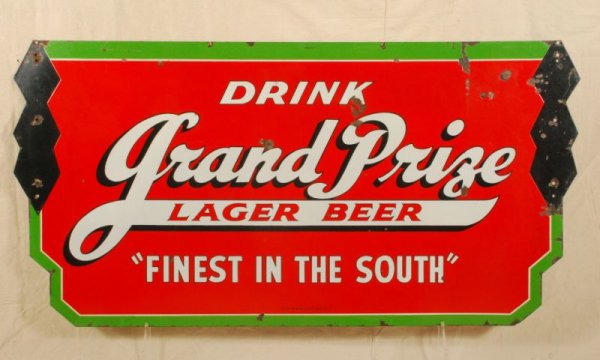 DRINK
Grand Prize
LAGER BEER
"FINEST IN THE SOUTH"